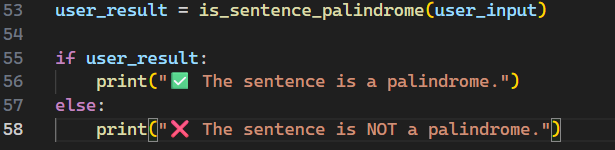 53 user_result = is_sentence_palindrome(user_input)
54
55 if user_result:
56     print("✅ The sentence is a palindrome.")
57 else:
58     print("❌ The sentence is NOT a palindrome.")